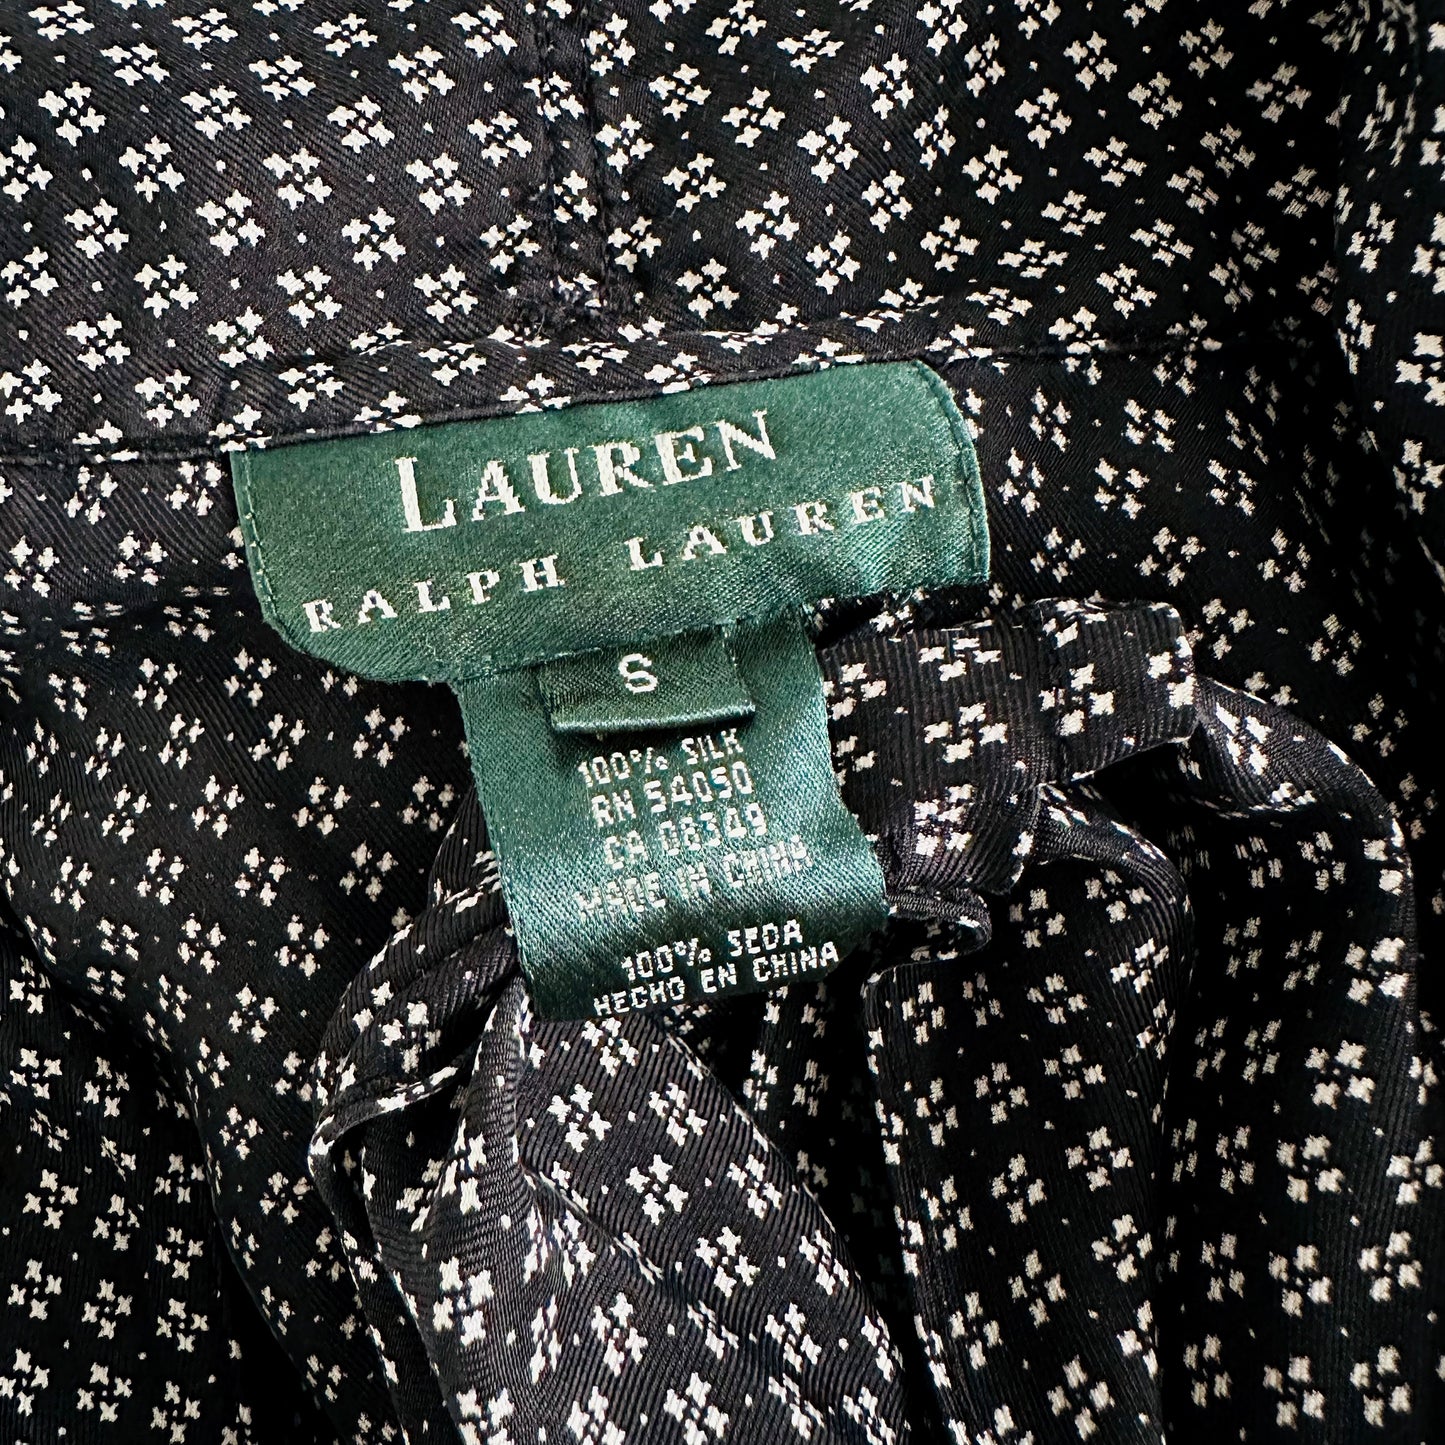 LAUREN
RALPH LAUREN
S
100% SILK
RN 54050
CA 08349
MADE IN CHINA
100% SEDA
HECHO EN CHINA